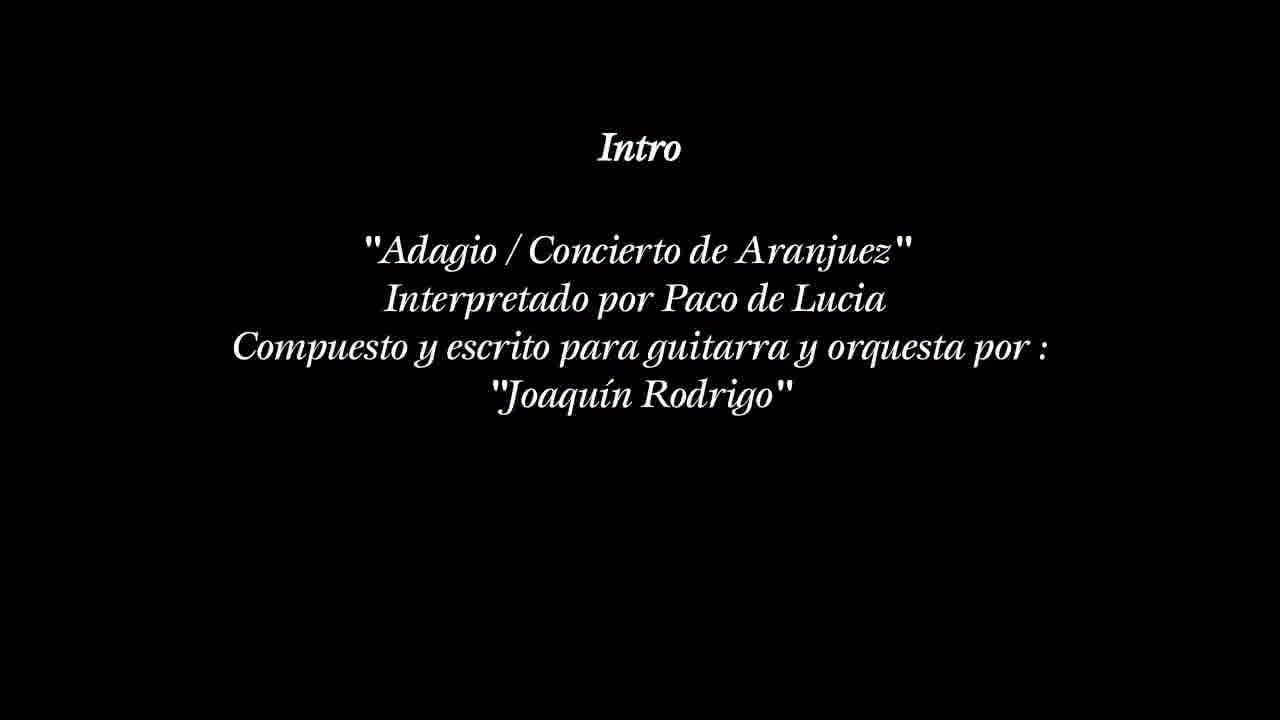 Intro
"Adagio / Concierto de Aranjuez"
Interpretado por Paco de Lucia
Compuesto y escrito para guitarra y orquesta por :
"Joaquín Rodrigo"